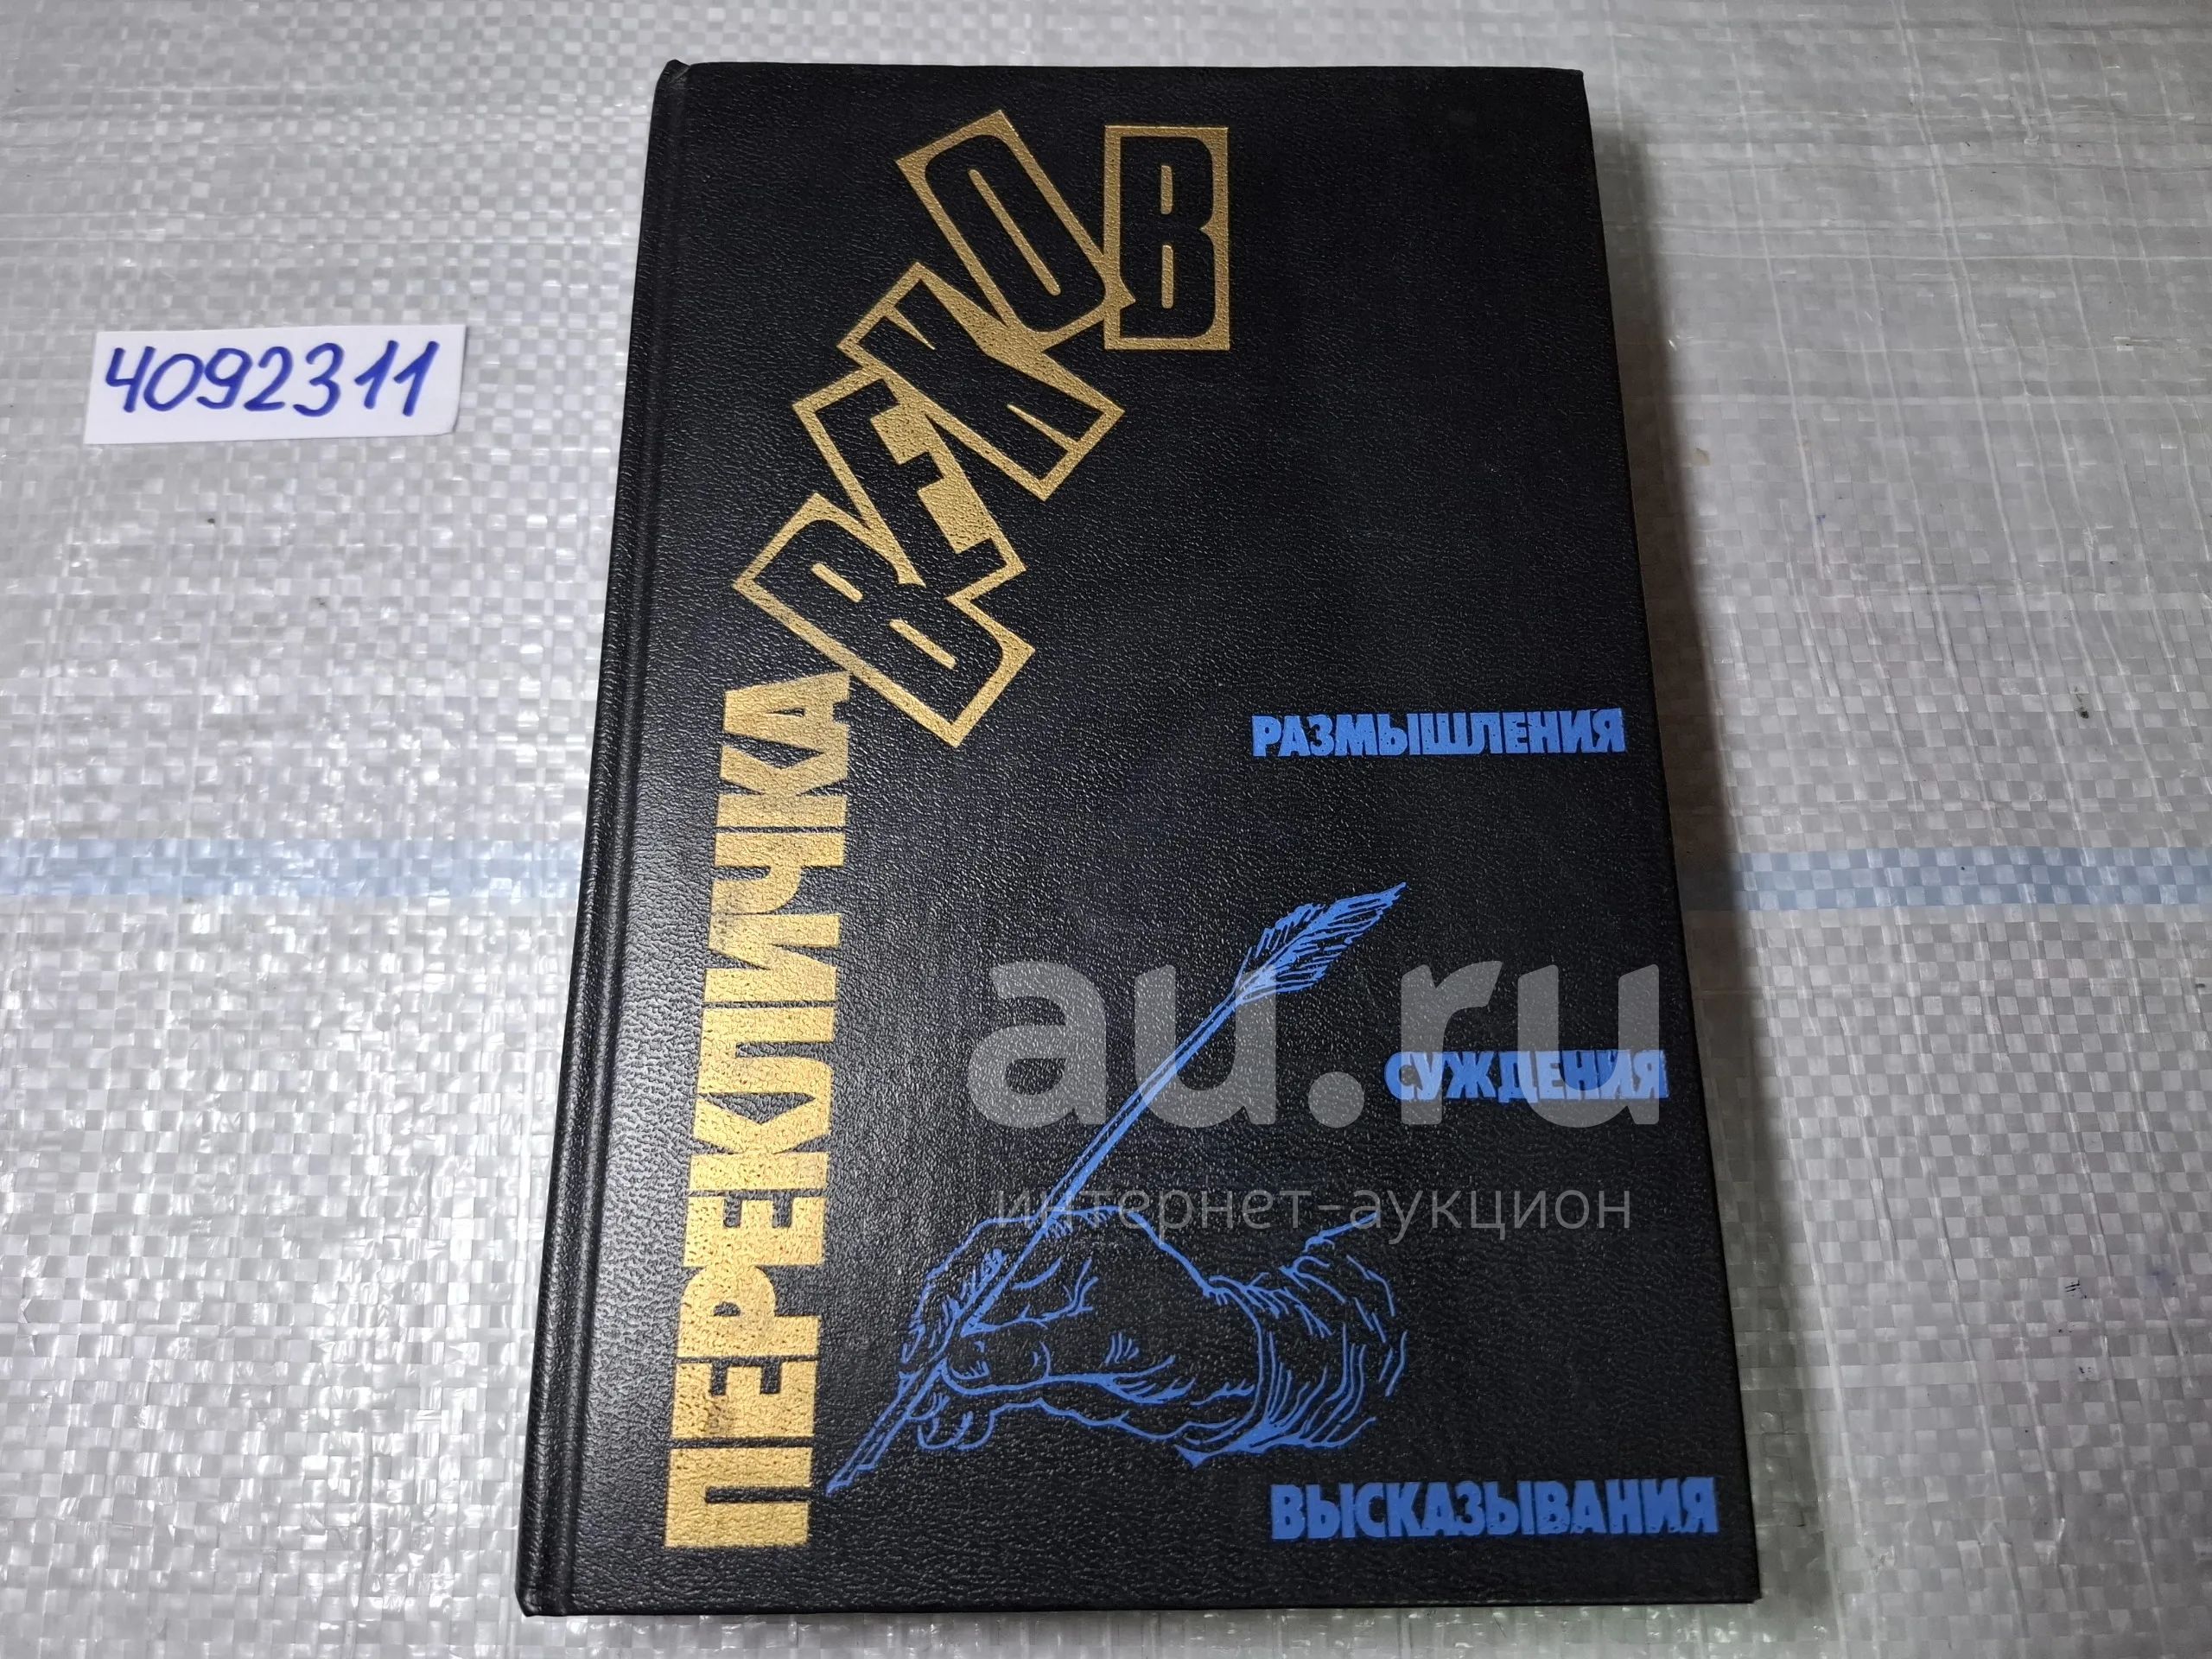 4092311
ПЕРЕКЛИЧКА
ВЕКОВ
РАЗМЫШЛЕНИЯ
СУЖДЕНИЯ
ВЫСКАЗЫВАНИЯ
au.ru
интернет-аукцион